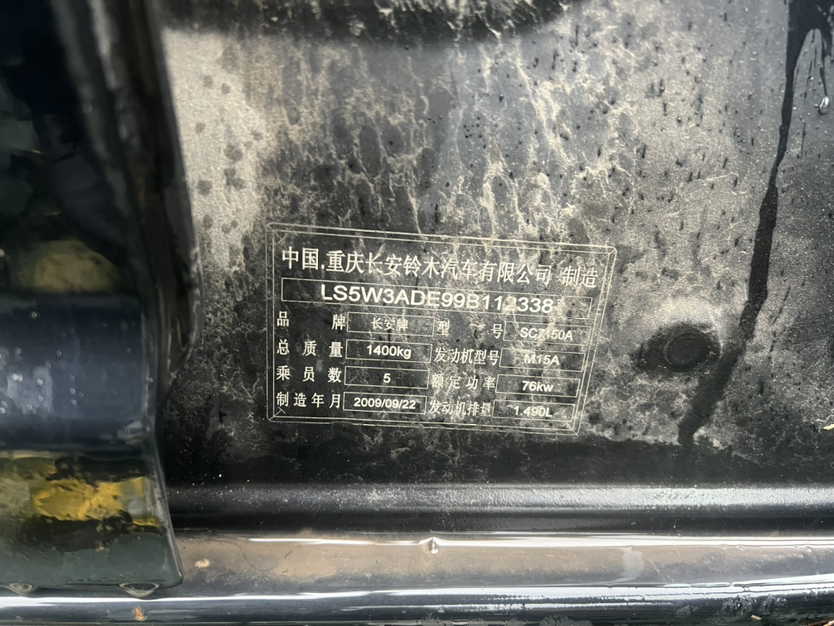 中国.重庆长安铃木汽车有限公司 制造
LS5W3ADE99B112338
品牌 长安牌 型号 SC7150A
总质量 1400kg 发动机型号 M15A
乘员数 5 额定功率 76kw
制造年月 2009/09/22 发动机排量 1.490L